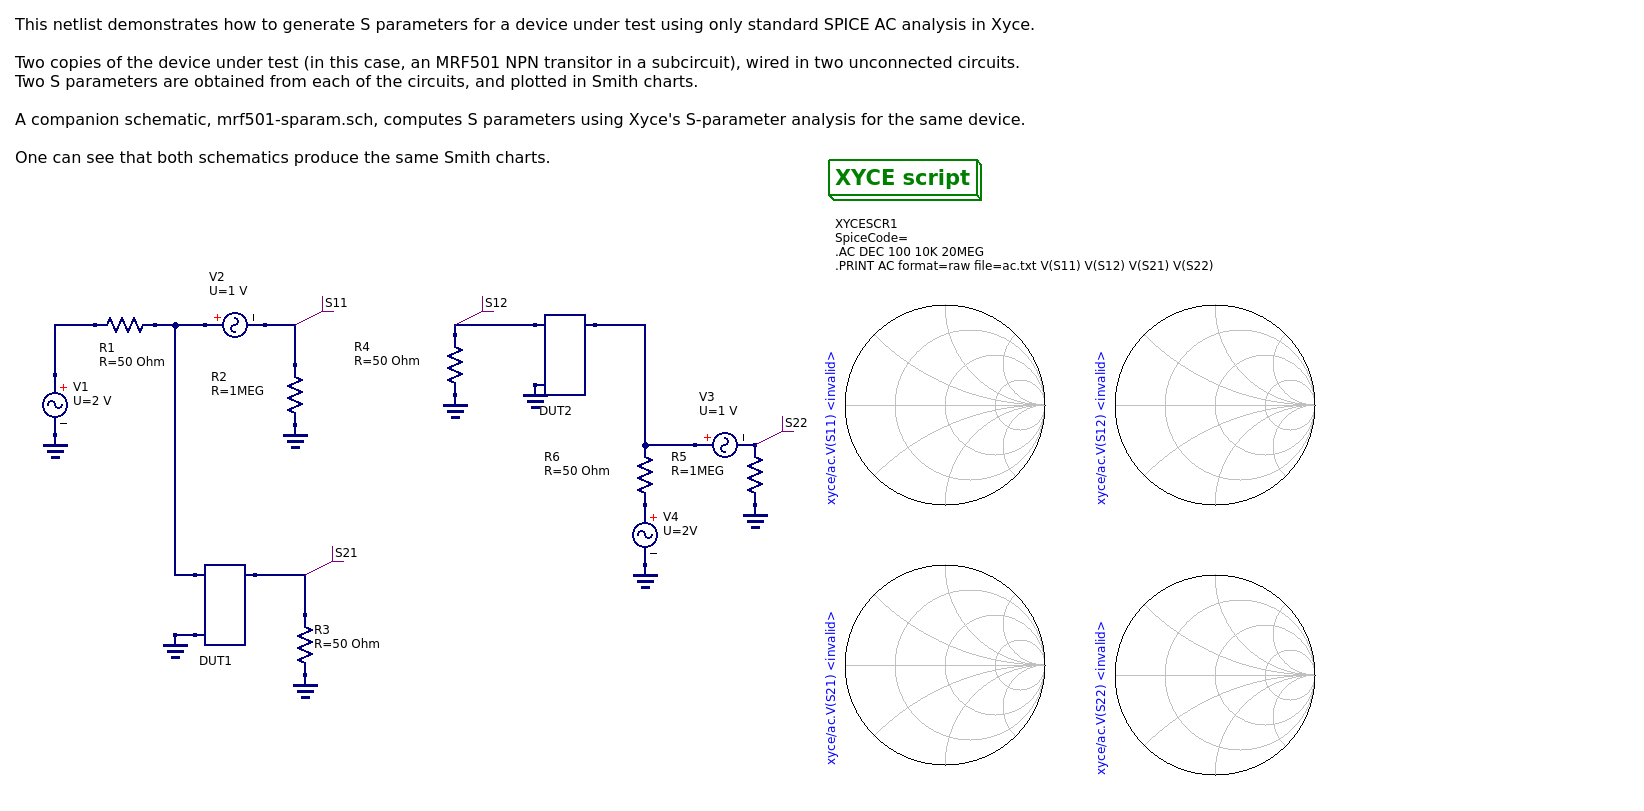 This netlist demonstrates how to generate S parameters for a device under test using only standard SPICE AC analysis in Xyce.
Two copies of the device under test (in this case, an MRF501 NPN transitor in a subcircuit), wired in two unconnected circuits.
Two S parameters are obtained from each of the circuits, and plotted in Smith charts.
A companion schematic, mrf501-sparam.sch, computes S parameters using Xyce's S-parameter analysis for the same device.
One can see that both schematics produce the same Smith charts.
XYCE script
XYCESCR1
SpiceCode=
.AC DEC 100 10K 20MEG
.PRINT AC format=raw file=ac.txt V(S11) V(S12) V(S21) V(S22)
V2
U=1 V
S11
R1
R=50 Ohm
V1
U=2 V
R2
R=1MEG
S12
R4
R=50 Ohm
DUT2
V3
U=1 V
S22
R6
R=50 Ohm
R5
R=1MEG
V4
U=2V
S21
R3
R=50 Ohm
DUT1
xyce/ac.V(S11) <invalid>
xyce/ac.V(S12) <invalid>
xyce/ac.V(S21) <invalid>
xyce/ac.V(S22) <invalid>